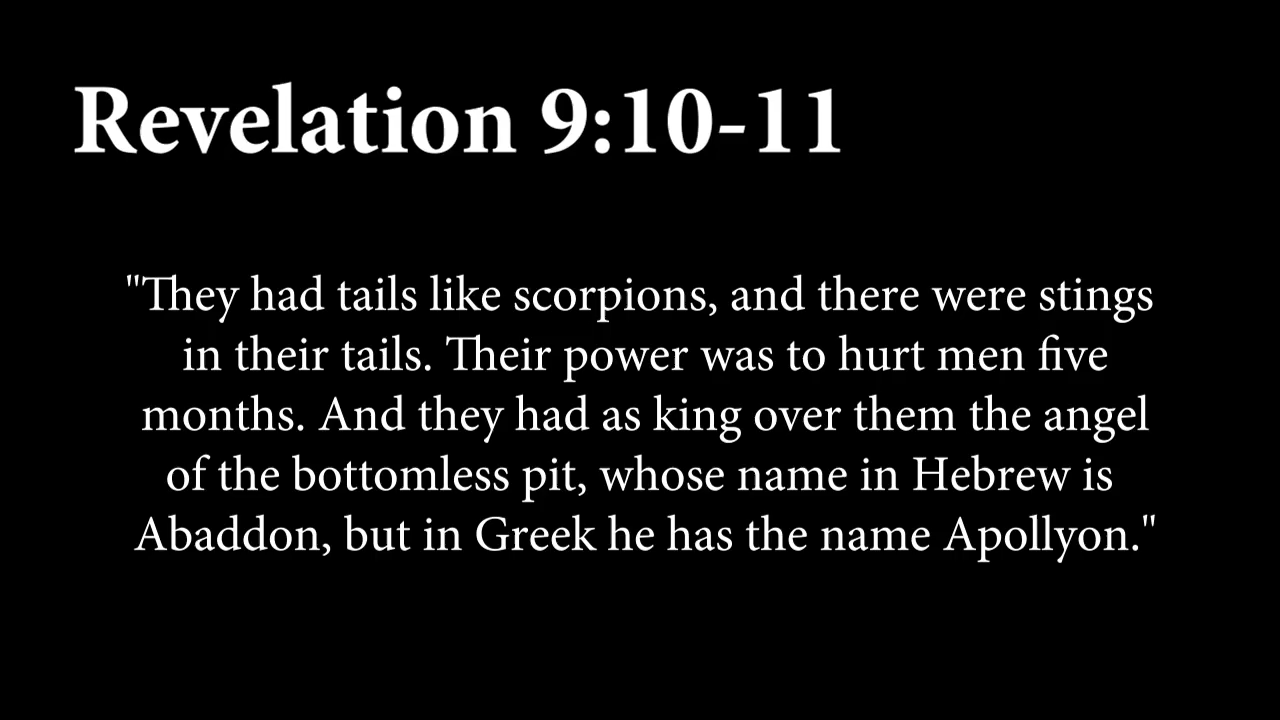 Revelation 9:10-11
"They had tails like scorpions, and there were stings
in their tails. Their power was to hurt men five
months. And they had as king over them the angel
of the bottomless pit, whose name in Hebrew is
Abaddon, but in Greek he has the name Apollyon."